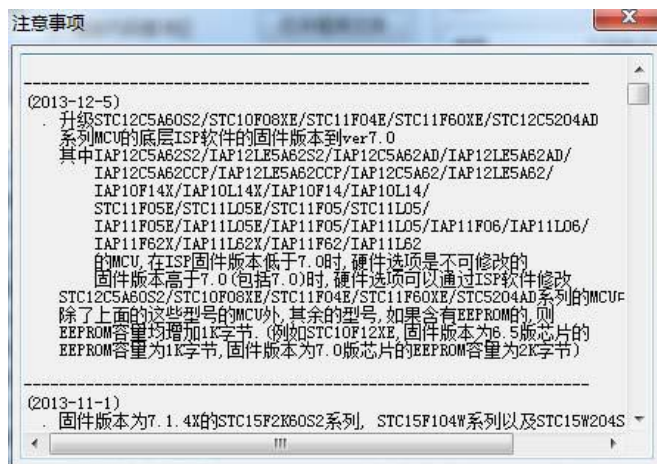 注意事项
----------------------------------------------------------------
(2013-12-5)
. 升级STC12C5A60S2/STC10F08XE/STC11F04E/STC11F60XE/STC12C5204AD
系列MCU的底层ISP软件的固件版本到ver7.0
其中IAP12C5A62S2/IAP12LE5A62S2/IAP12C5A62AD/IAP12LE5A62AD/
IAP12C5A62CCP/IAP12LE5A62CCP/IAP12C5A62/IAP12LE5A62/
IAP10F14X/IAP10L14X/IAP10F14/IAP10L14/
STC11F05E/STC11L05E/STC11F05/STC11L05/
IAP11F05E/IAP11L05E/IAP11F05/IAP11L05/IAP11F06/IAP11L06/
IAP11F62X/IAP11L62X/IAP11F62/IAP11L62
的MCU,在ISP固件版本低于7.0时,硬件选项是不可修改的
固件版本高于7.0(包括7.0)时,硬件选项可以通过ISP软件修改
STC12C5A60S2/STC10F08XE/STC11F04E/STC11F60XE/STC5204AD系列的MCU
除了上面的这些型号的MCU外,其余的型号,如果含有EEPROM的,则
EEPROM容量均增加1K字节.(例如STC10F12XE,固件版本为6.5版芯片的
EEPROM容量为1K字节,固件版本为7.0版芯片的EEPROM容量为2K字节)
----------------------------------------------------------------
(2013-11-1)
. 固件版本为7.1.4X的STC15F2K60S2系列, STC15F104W系列以及STC15W204S